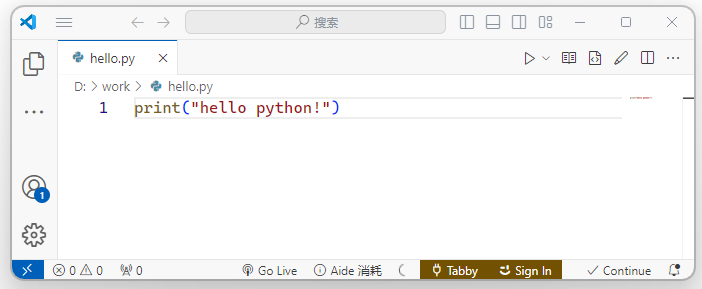 搜索
hello.py
D: > work > hello.py
1 print("hello python!")
1
0 0 0 Go Live Aide 消耗 Tabby Sign In Continue